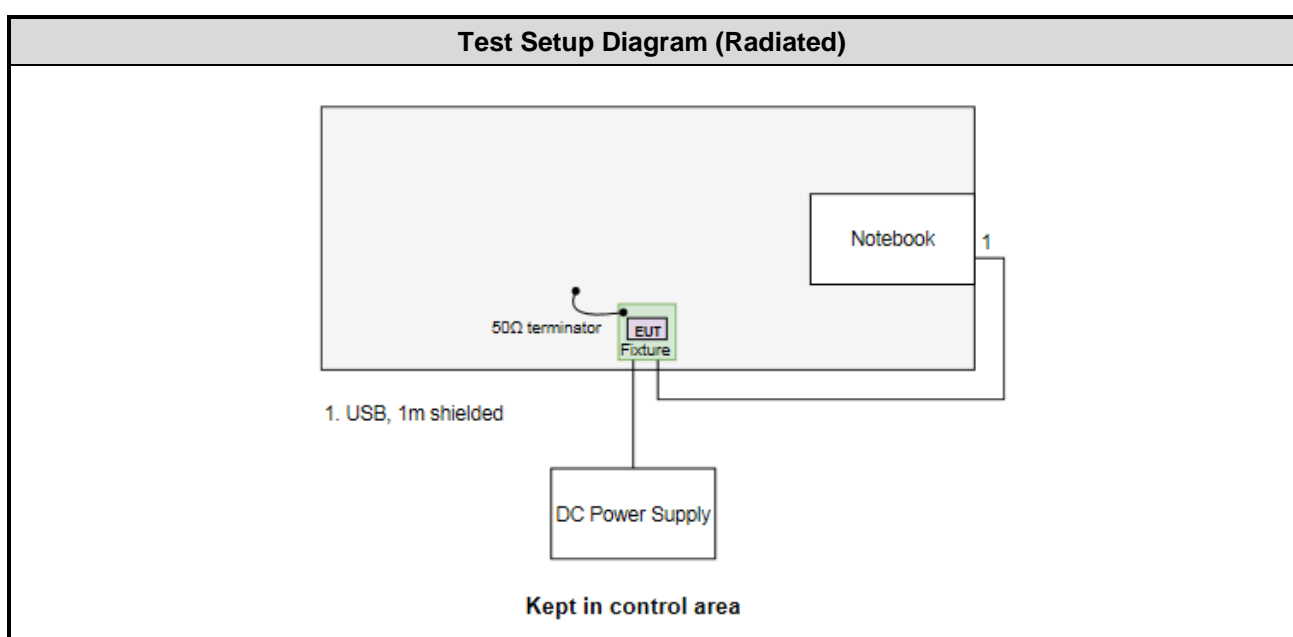 Test Setup Diagram (Radiated)
Notebook
1
50Ω terminator
EUT
Fixture
1. USB, 1m shielded
DC Power Supply
Kept in control area